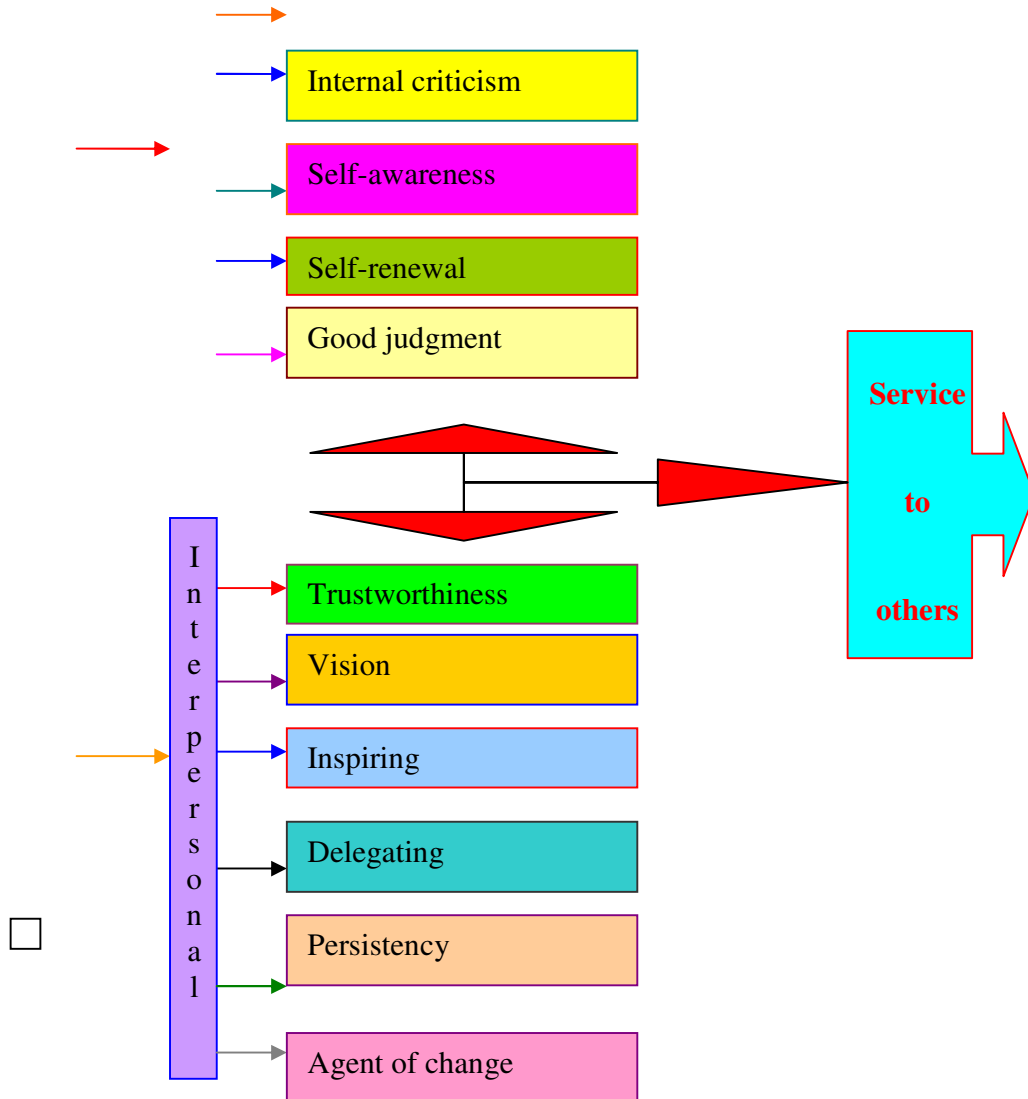 Internal criticism
Self-awareness
Self-renewal
Good judgment
Service
to
others
Interpersonal
Trustworthiness
Vision
Inspiring
Delegating
Persistency
Agent of change